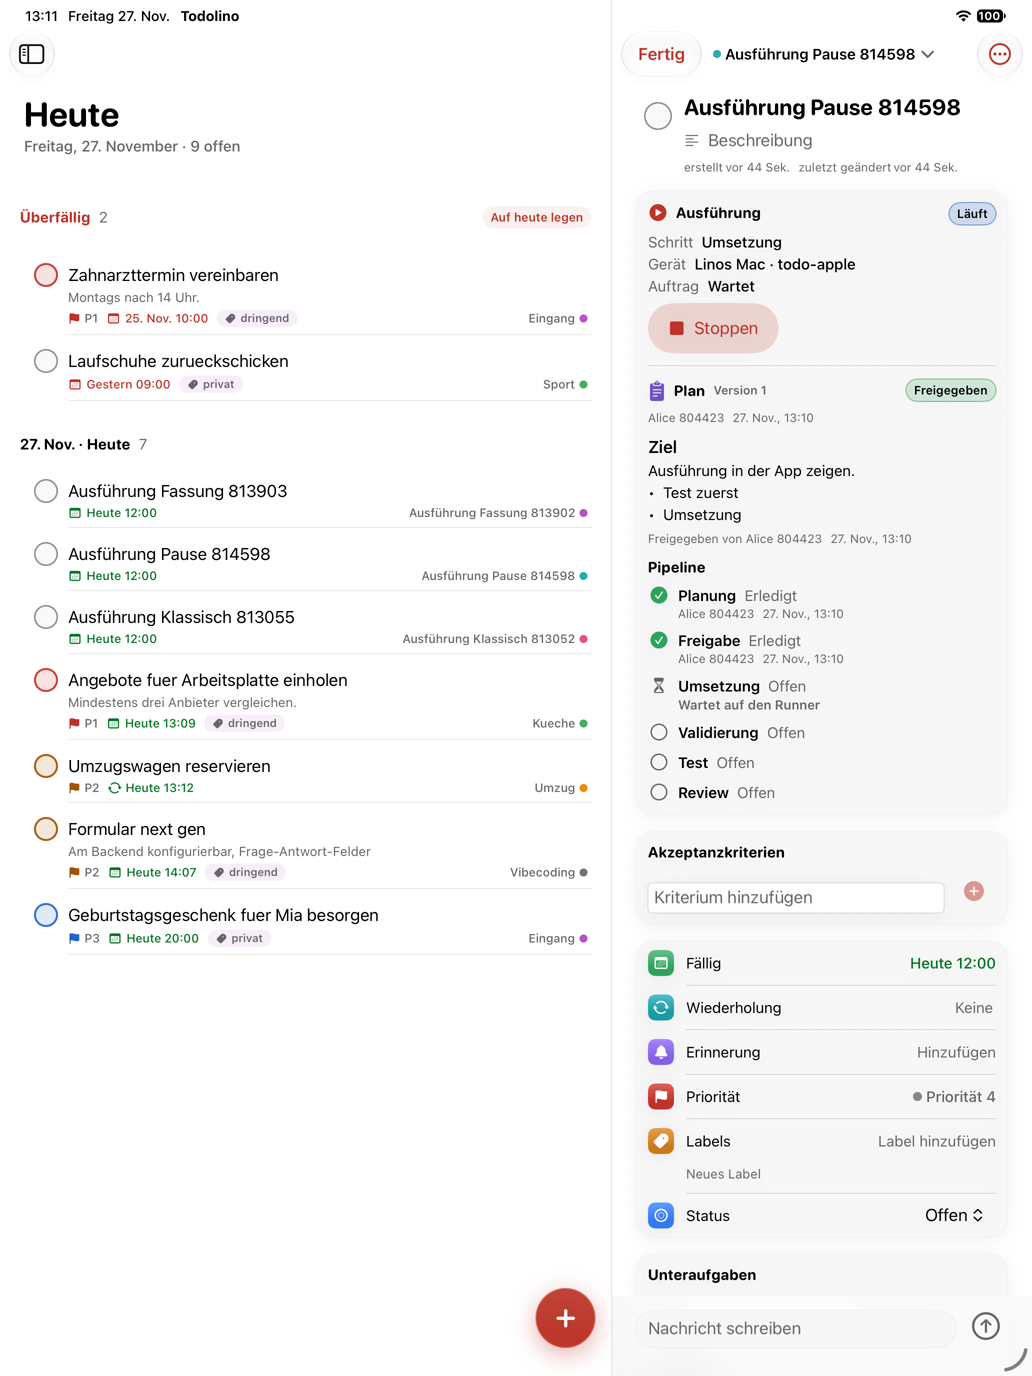 13:11 Freitag 27. Nov. Todolino
100
Heute
Freitag, 27. November · 9 offen
Überfällig 2
Auf heute legen
Zahnarzttermin vereinbaren
Montags nach 14 Uhr.
P1 25. Nov. 10:00 dringend Eingang
Laufschuhe zurueckschicken
Gestern 09:00 privat Sport
27. Nov. · Heute 7
Ausführung Fassung 813903
Heute 12:00 Ausführung Fassung 813902
Ausführung Pause 814598
Heute 12:00 Ausführung Pause 814598
Ausführung Klassisch 813055
Heute 12:00 Ausführung Klassisch 813052
Angebote fuer Arbeitsplatte einholen
Mindestens drei Anbieter vergleichen.
P1 Heute 13:09 dringend Kueche
Umzugswagen reservieren
P2 Heute 13:12 Umzug
Formular next gen
Am Backend konfigurierbar, Frage-Antwort-Felder
P2 Heute 14:07 dringend Vibecoding
Geburtstagsgeschenk fuer Mia besorgen
P3 Heute 20:00 privat Eingang
Fertig Ausführung Pause 814598
Ausführung Pause 814598
Beschreibung
erstellt vor 44 Sek. zuletzt geändert vor 44 Sek.
Ausführung Läuft
Schritt Umsetzung
Gerät Linos Mac · todo-apple
Auftrag Wartet
Stoppen
Plan Version 1 Freigegeben
Alice 804423 27. Nov., 13:10
Ziel
Ausführung in der App zeigen.
• Test zuerst
• Umsetzung
Freigegeben von Alice 804423 27. Nov., 13:10
Pipeline
Planung Erledigt
Alice 804423 27. Nov., 13:10
Freigabe Erledigt
Alice 804423 27. Nov., 13:10
Umsetzung Offen
Wartet auf den Runner
Validierung Offen
Test Offen
Review Offen
Akzeptanzkriterien
Kriterium hinzufügen
Fällig Heute 12:00
Wiederholung Keine
Erinnerung Hinzufügen
Priorität Priorität 4
Labels Label hinzufügen
Neues Label
Status Offen
Unteraufgaben
Nachricht schreiben